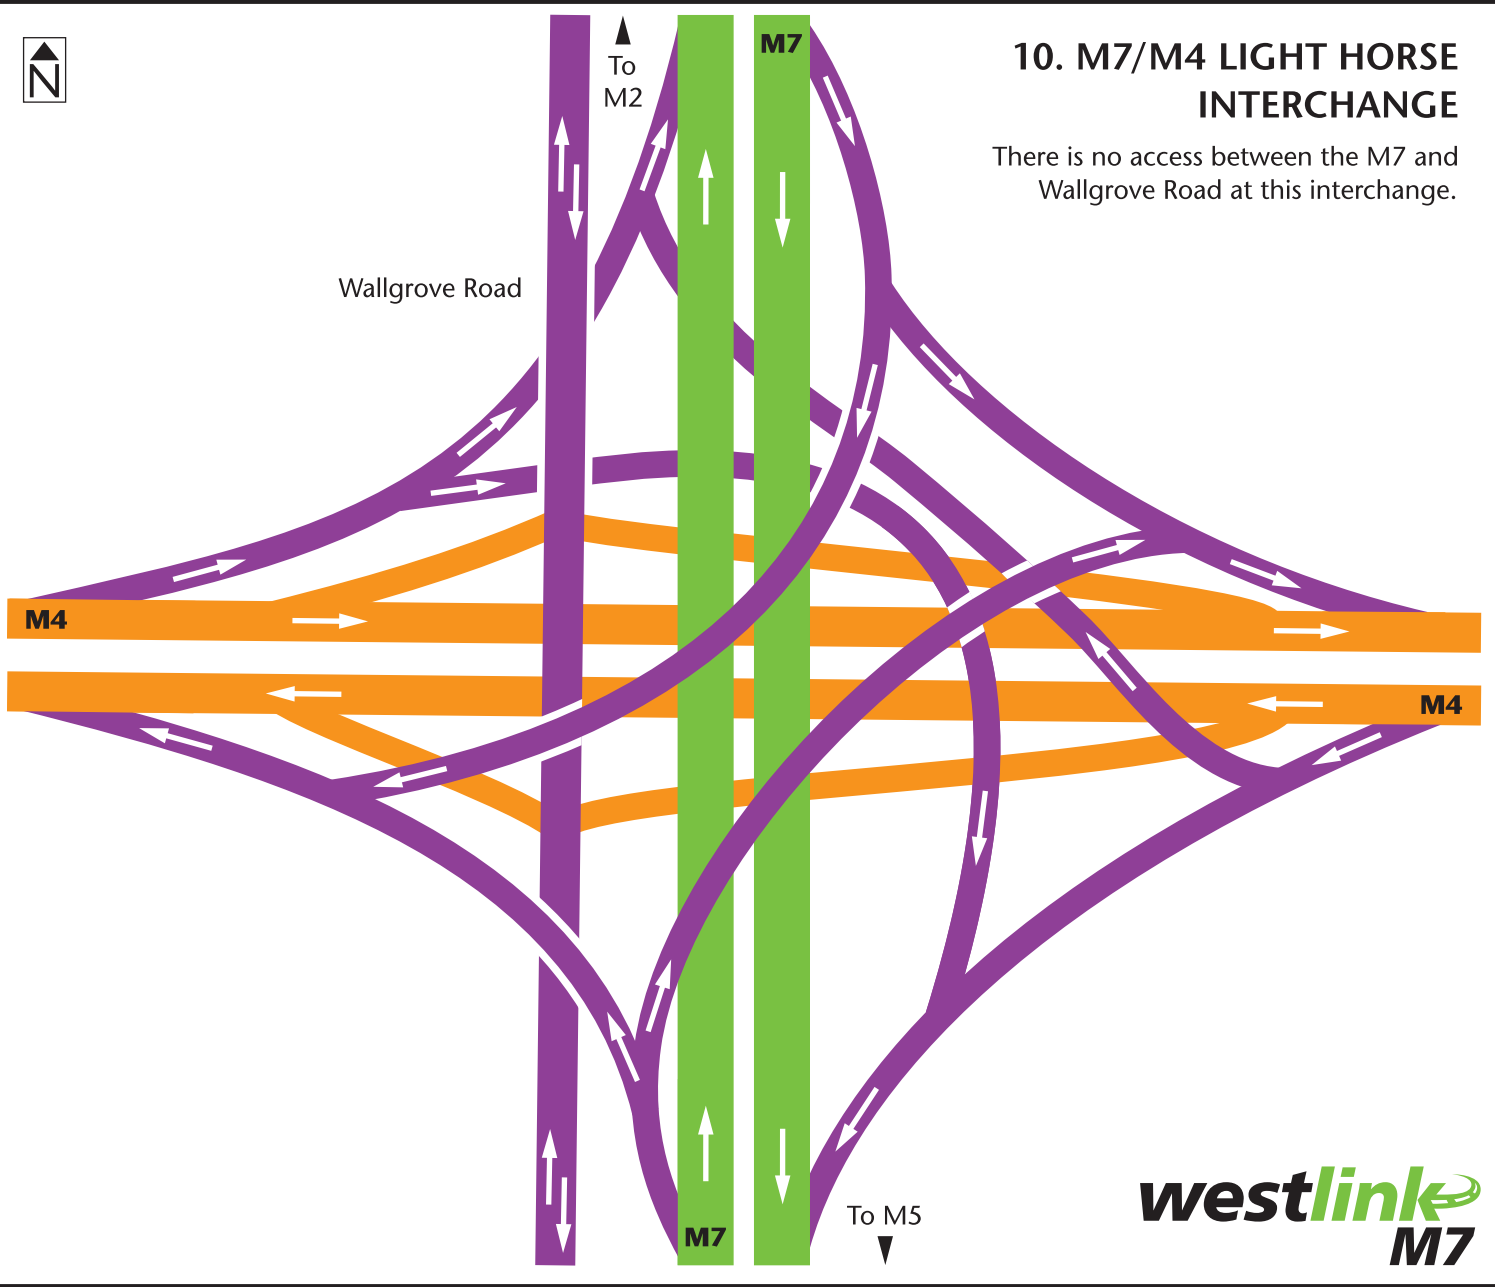 N
To
M2
M7
10. M7/M4 LIGHT HORSE
INTERCHANGE
There is no access between the M7 and
Wallgrove Road at this interchange.
Wallgrove Road
M4
M4
M7
To M5
westlink
M7